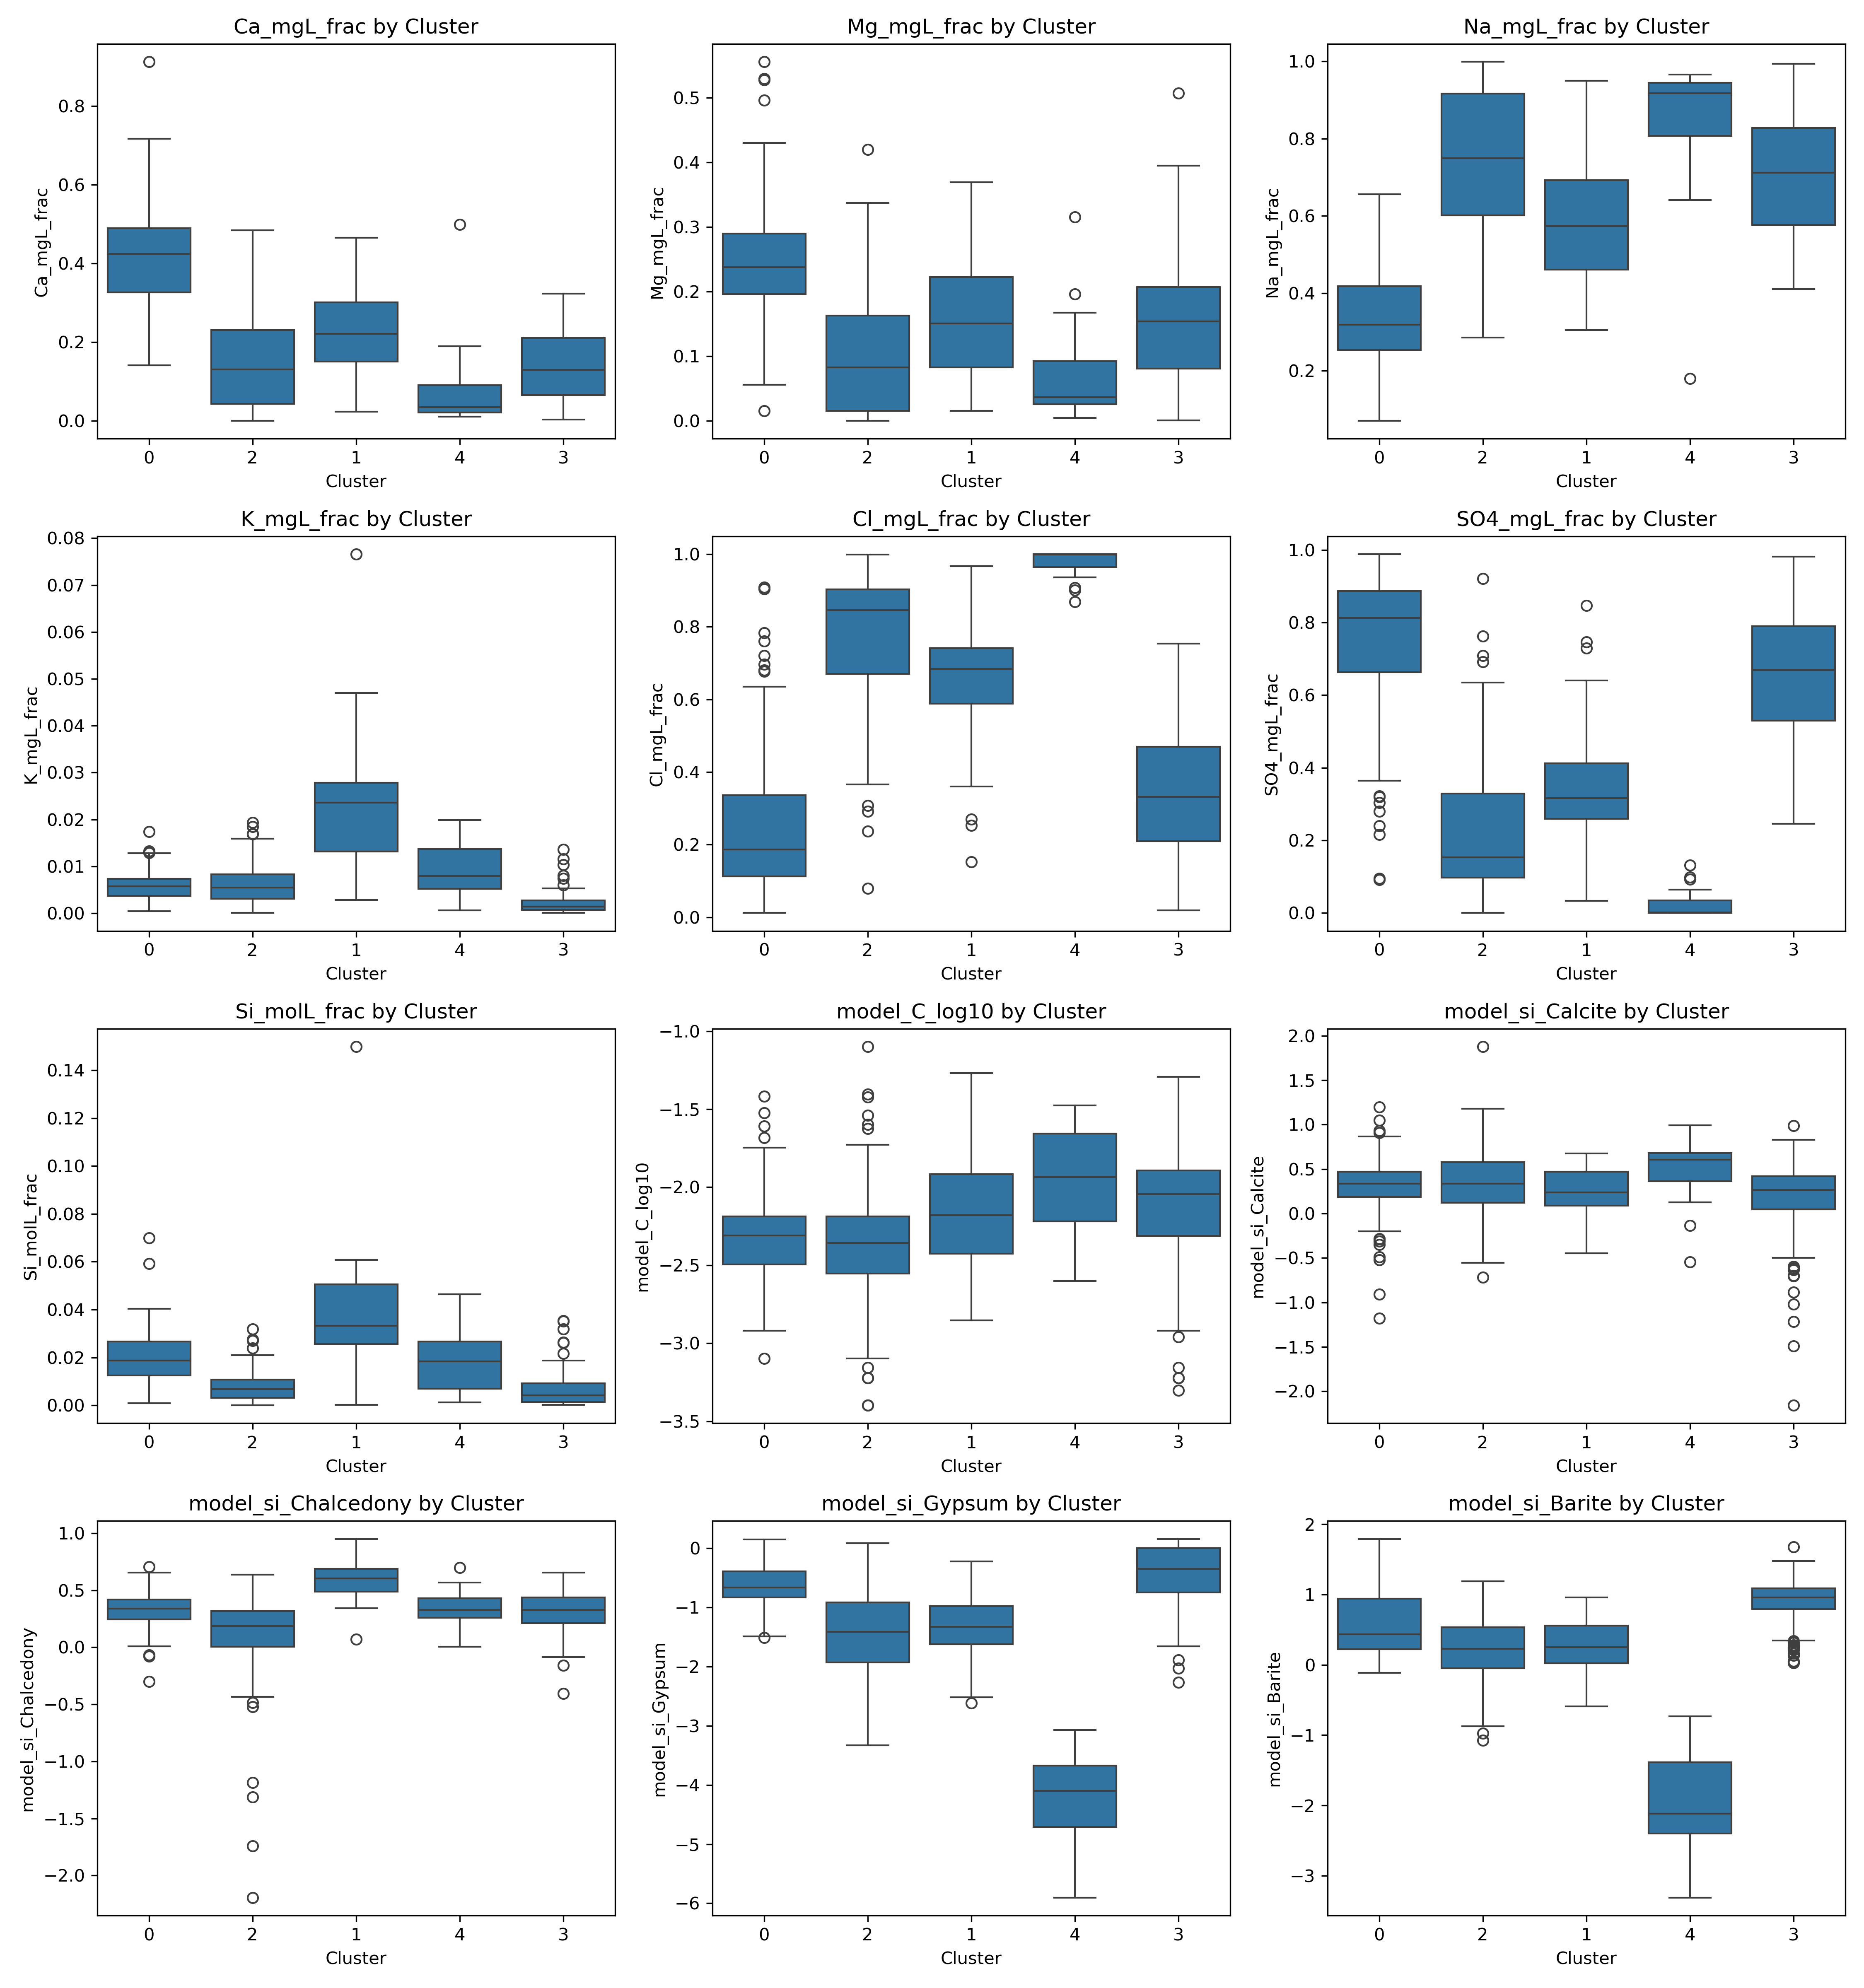 Ca_mgL_frac by Cluster
Ca_mgL_frac
0.8
0.6
0.4
0.2
0.0
0 2 1 4 3
Cluster
Mg_mgL_frac by Cluster
Mg_mgL_frac
0.5
0.4
0.3
0.2
0.1
0.0
0 2 1 4 3
Cluster
Na_mgL_frac by Cluster
Na_mgL_frac
1.0
0.8
0.6
0.4
0.2
0 2 1 4 3
Cluster
K_mgL_frac by Cluster
K_mgL_frac
0.08
0.07
0.06
0.05
0.04
0.03
0.02
0.01
0.00
0 2 1 4 3
Cluster
Cl_mgL_frac by Cluster
Cl_mgL_frac
1.0
0.8
0.6
0.4
0.2
0.0
0 2 1 4 3
Cluster
SO4_mgL_frac by Cluster
SO4_mgL_frac
1.0
0.8
0.6
0.4
0.2
0.0
0 2 1 4 3
Cluster
Si_molL_frac by Cluster
Si_molL_frac
0.14
0.12
0.10
0.08
0.06
0.04
0.02
0.00
0 2 1 4 3
Cluster
model_C_log10 by Cluster
model_C_log10
−1.0
−1.5
−2.0
−2.5
−3.0
−3.5
0 2 1 4 3
Cluster
model_si_Calcite by Cluster
model_si_Calcite
2.0
1.5
1.0
0.5
0.0
−0.5
−1.0
−1.5
−2.0
0 2 1 4 3
Cluster
model_si_Chalcedony by Cluster
model_si_Chalcedony
1.0
0.5
0.0
−0.5
−1.0
−1.5
−2.0
0 2 1 4 3
Cluster
model_si_Gypsum by Cluster
model_si_Gypsum
0
−1
−2
−3
−4
−5
−6
0 2 1 4 3
Cluster
model_si_Barite by Cluster
model_si_Barite
2
1
0
−1
−2
−3
0 2 1 4 3
Cluster